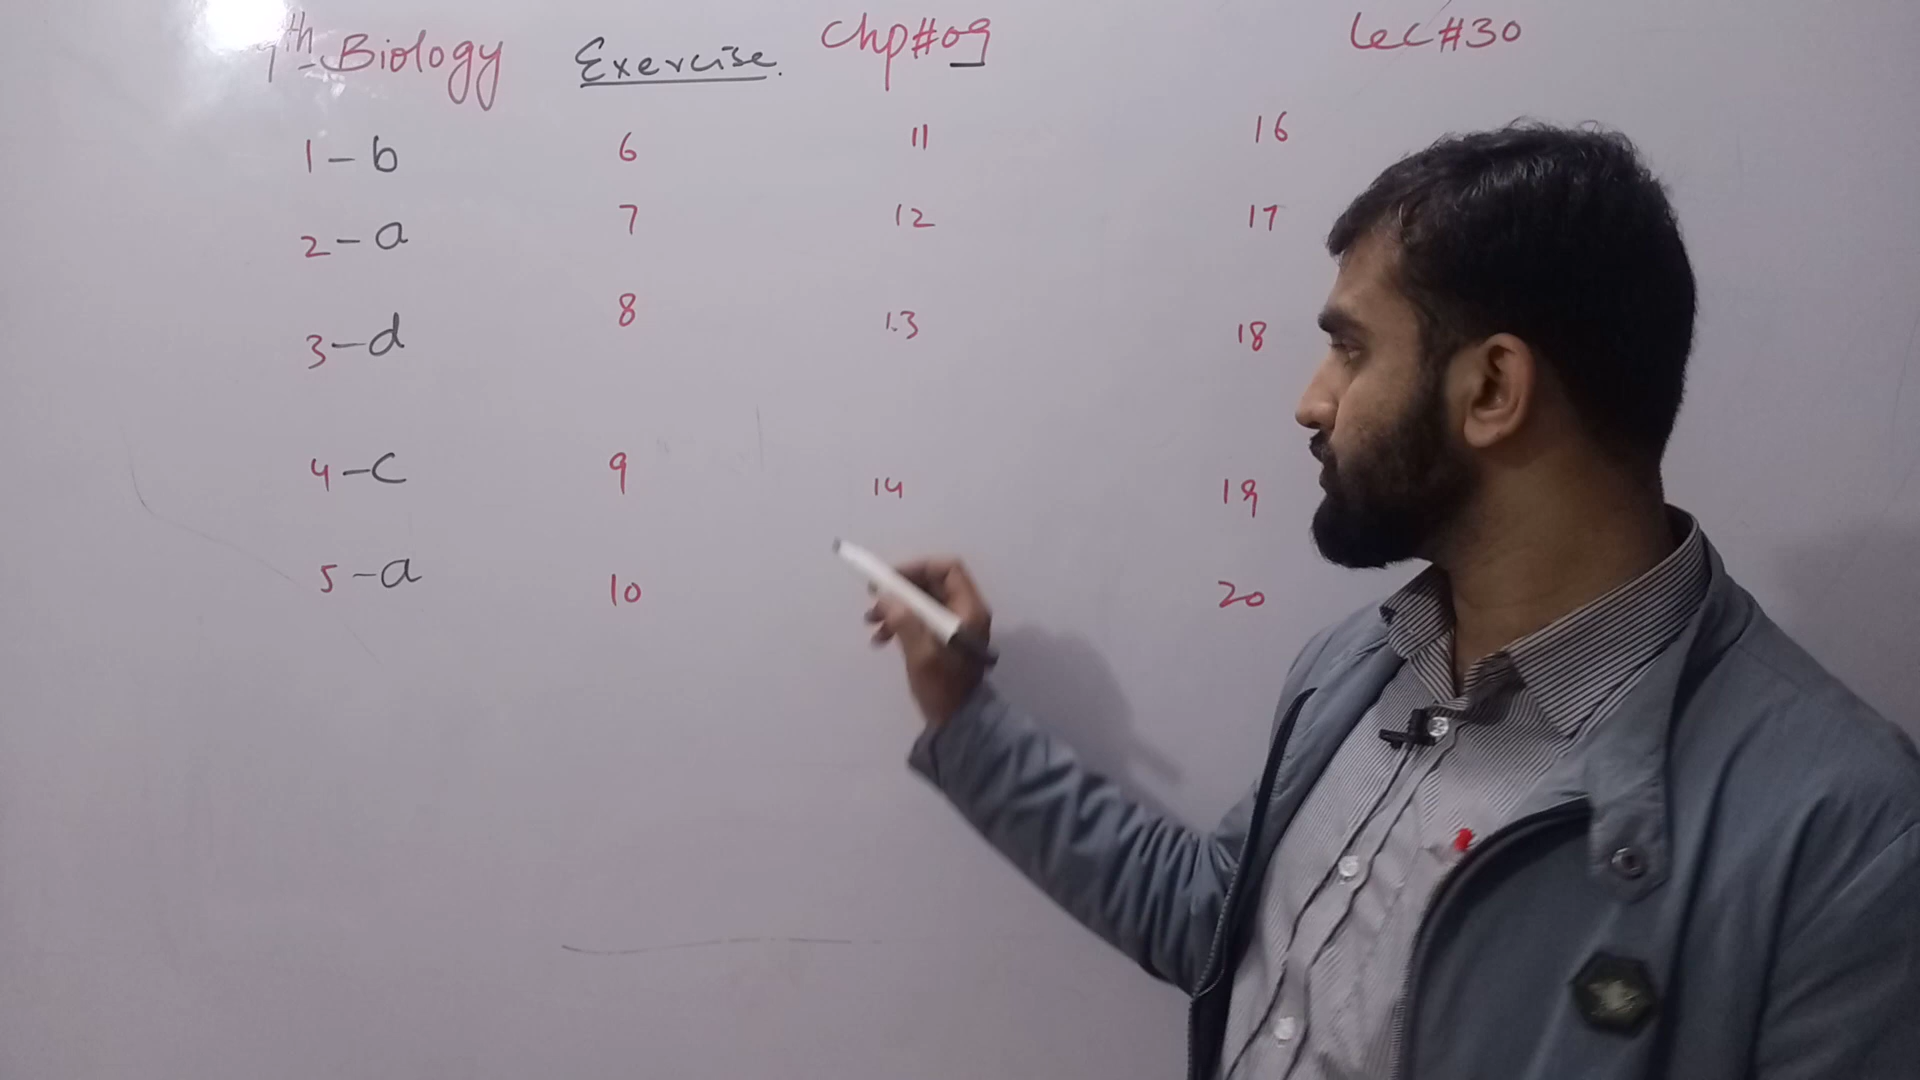 9th Biology Exercise. Chp#09 Lec#30
1-b 6 11 16
2-a 7 12 17
3-d 8 13 18
4-c 9 14 19
5-a 10 20